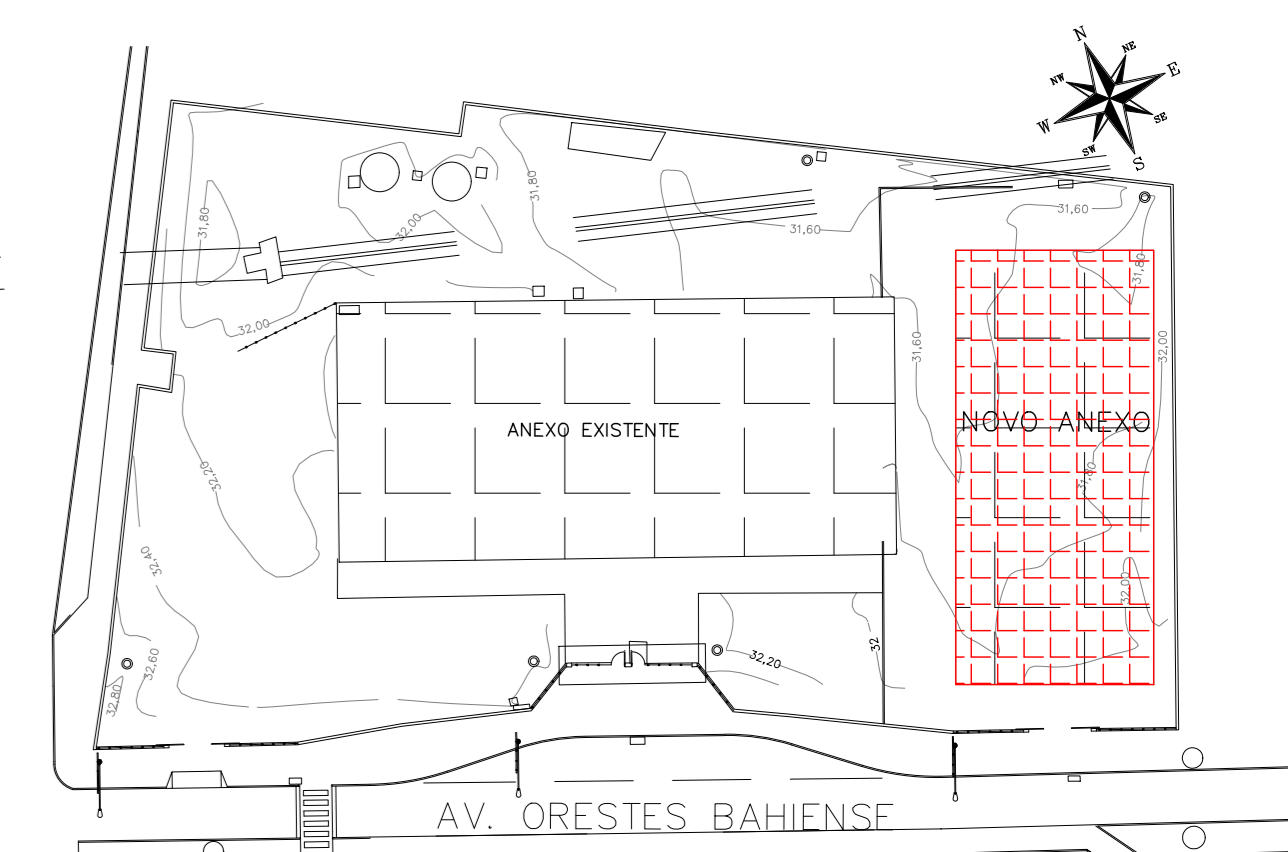 N
NE
NW
E
W
SE
SW
S
31,80
31,80
32,00
31,60
31,60
31,80
32,00
31,60
32,00
ANEXO EXISTENTE
NOVO ANEXO
32,20
31,80
32,40
32,00
32,60
32,20
32
32,80
AV. ORESTES BAHIENSE